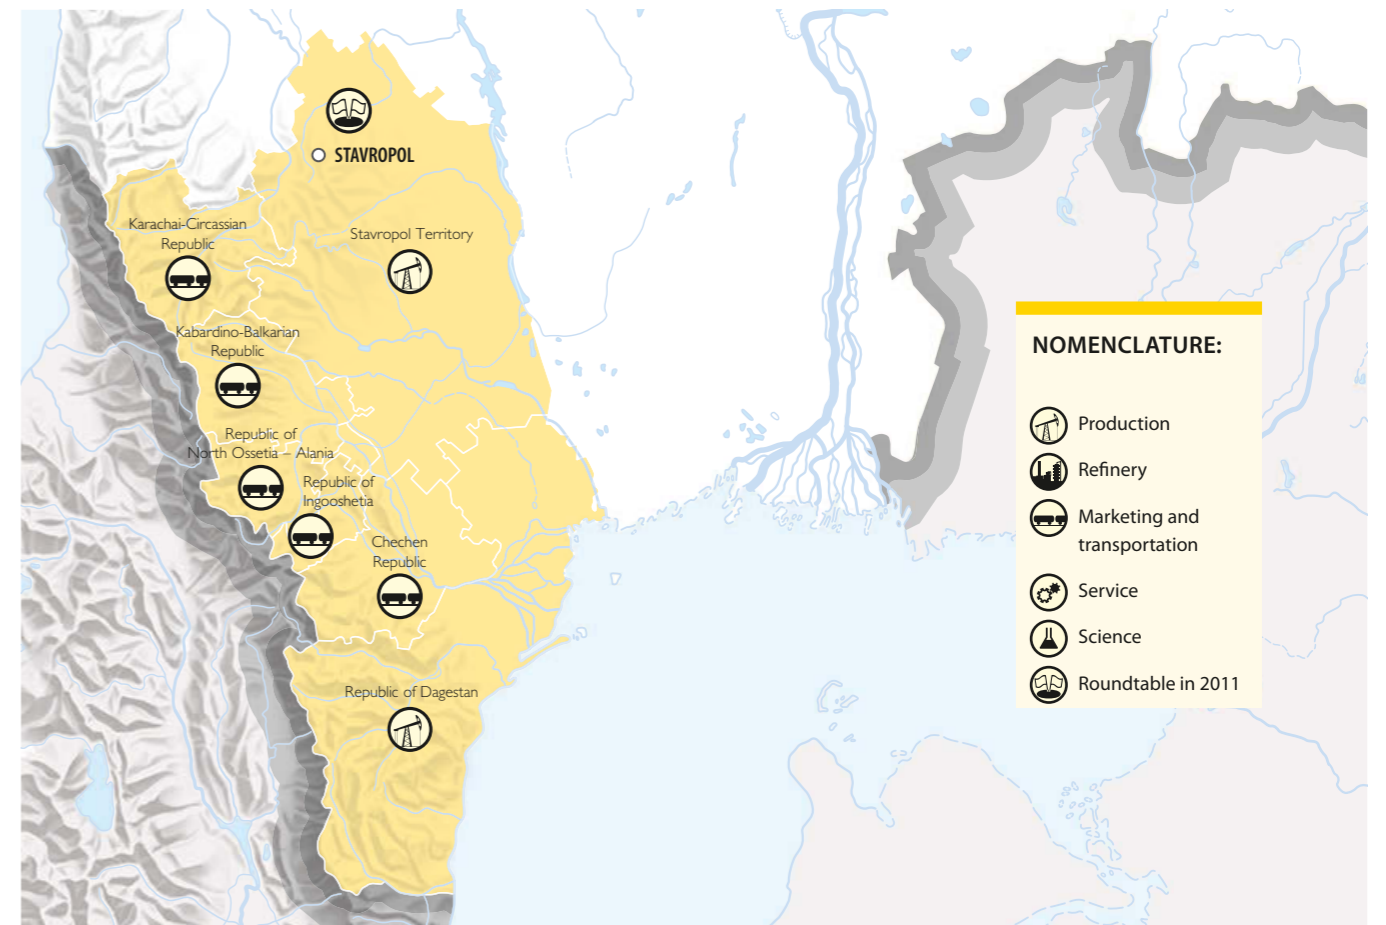 STAVROPOL
Karachai-Circassian
Republic
Stavropol Territory
Kabardino-Balkarian
Republic
Republic of
North Ossetia – Alania
Republic of
Ingooshetia
Chechen
Republic
Republic of Dagestan
NOMENCLATURE:
Production
Refinery
Marketing and
transportation
Service
Science
Roundtable in 2011